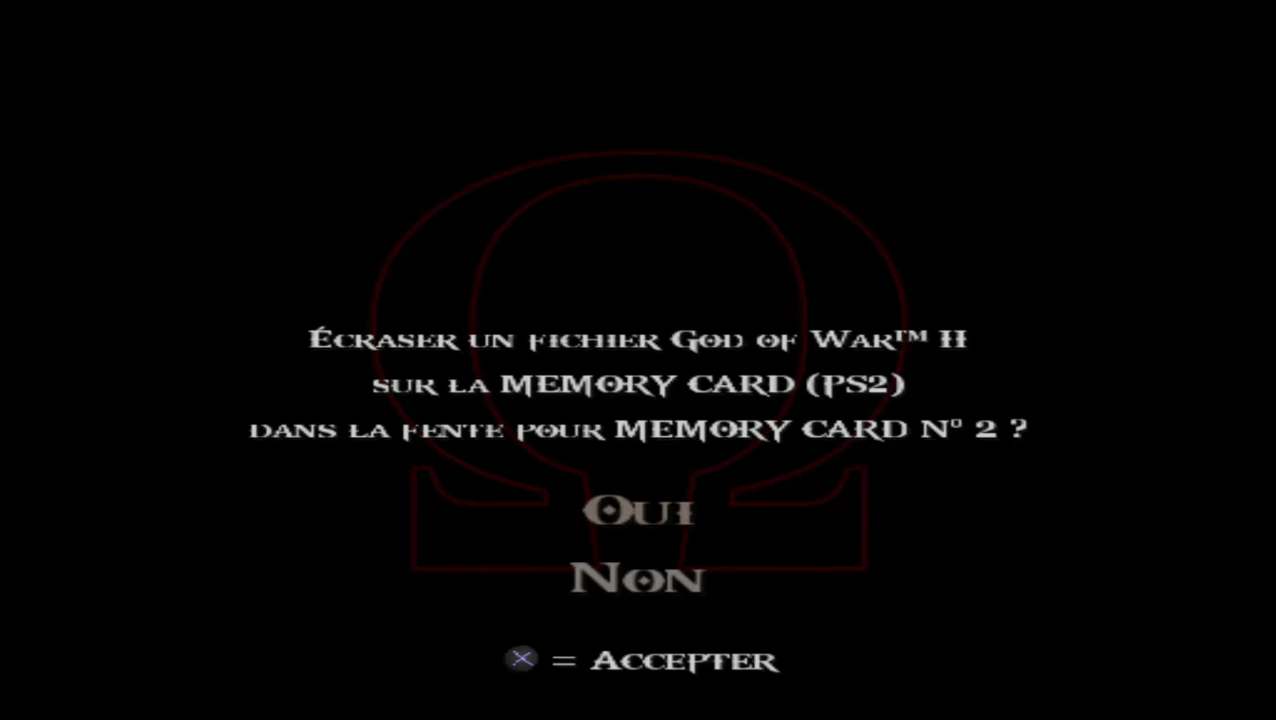 Écraser un fichier God of War™ II
sur la MEMORY CARD (PS2)
dans la fente pour MEMORY CARD N° 2 ?
Oui
Non
= Accepter